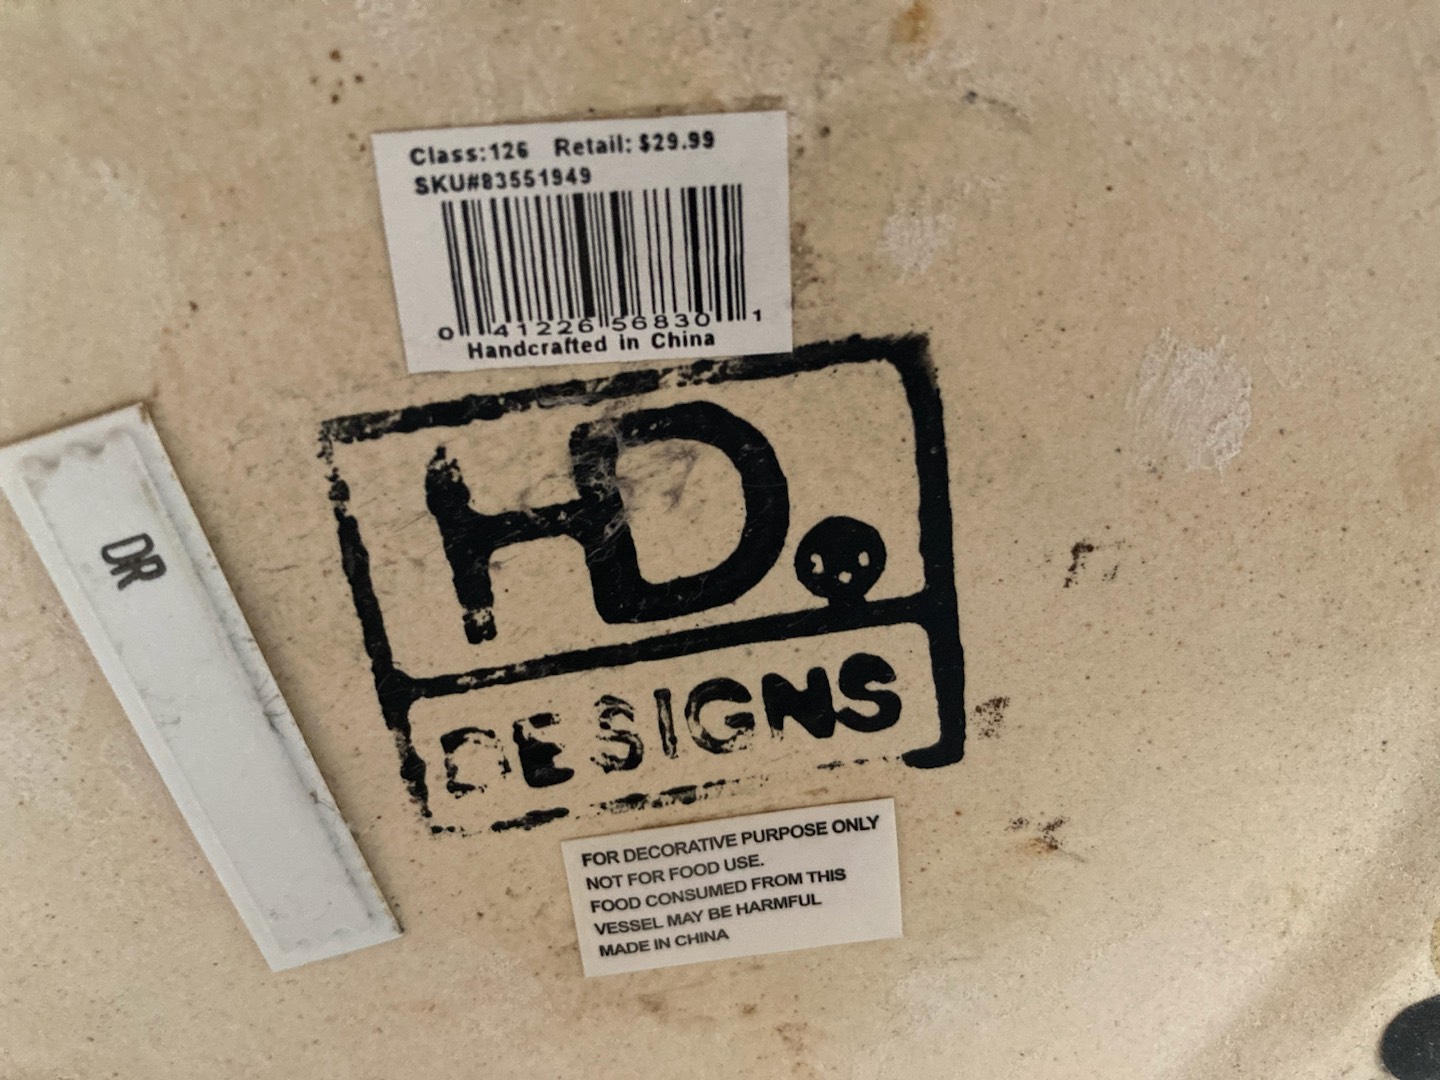 Class:126 Retail: $29.99
SKU#83551949
0 41226 56830 1
Handcrafted in China
HD.
DESIGNS
DR
FOR DECORATIVE PURPOSE ONLY
NOT FOR FOOD USE.
FOOD CONSUMED FROM THIS
VESSEL MAY BE HARMFUL
MADE IN CHINA